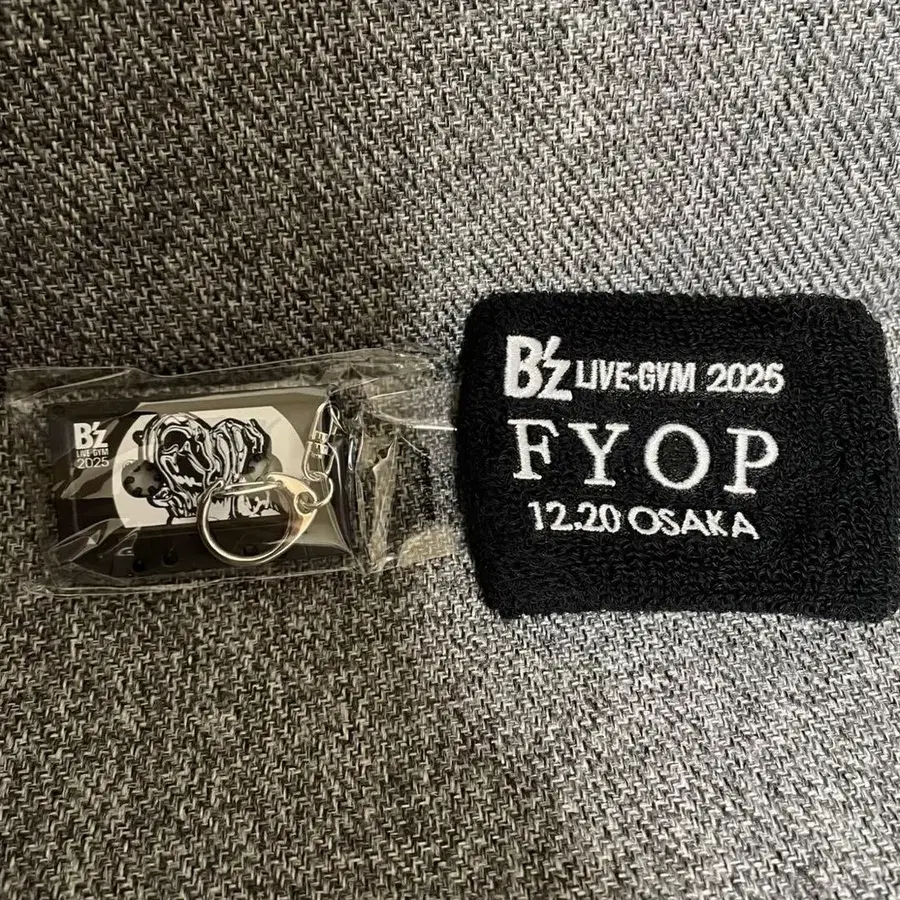 B'z
LIVE-GYM
2025
B'z LIVE-GYM 2025
FYOP
12.20 OSAKA